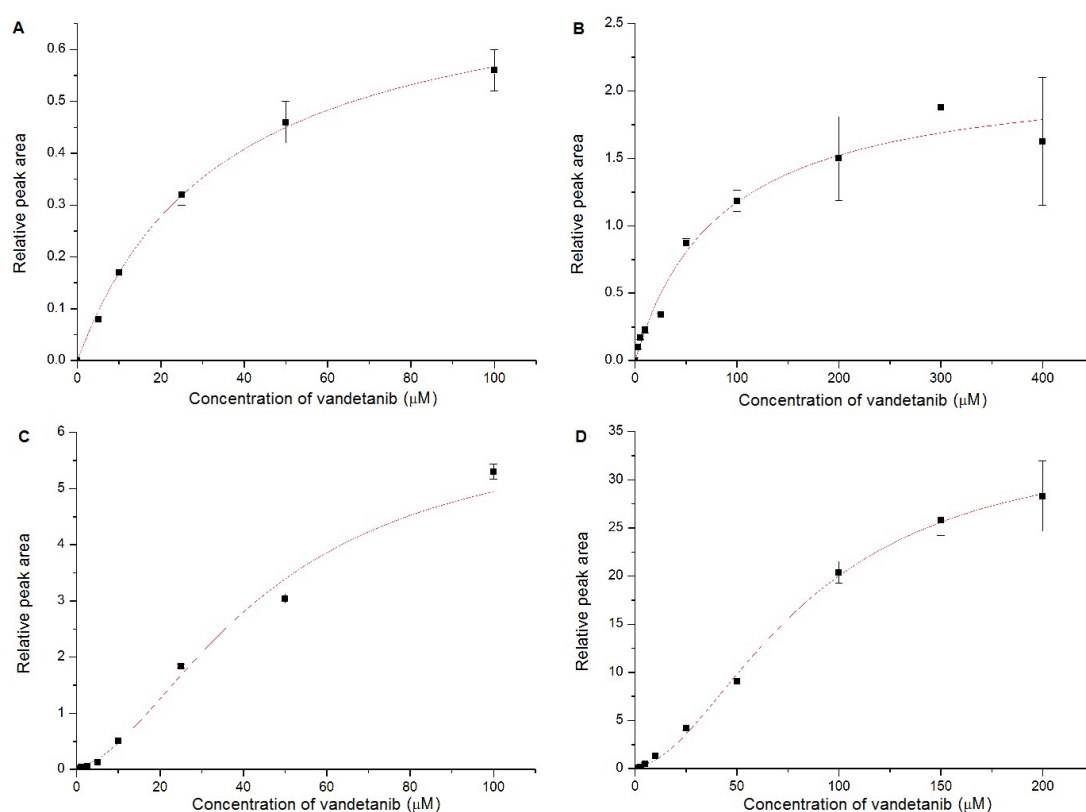 A
Relative peak area
0.6
0.5
0.4
0.3
0.2
0.1
0.0
0 20 40 60 80 100
Concentration of vandetanib (μM)
B
Relative peak area
2.5
2.0
1.5
1.0
0.5
0.0
0 100 200 300 400
Concentration of vandetanib (μM)
C
Relative peak area
6
5
4
3
2
1
0
0 20 40 60 80 100
Concentration of vandetanib (μM)
D
Relative peak area
35
30
25
20
15
10
5
0
0 50 100 150 200
Concentration of vandetanib (μM)